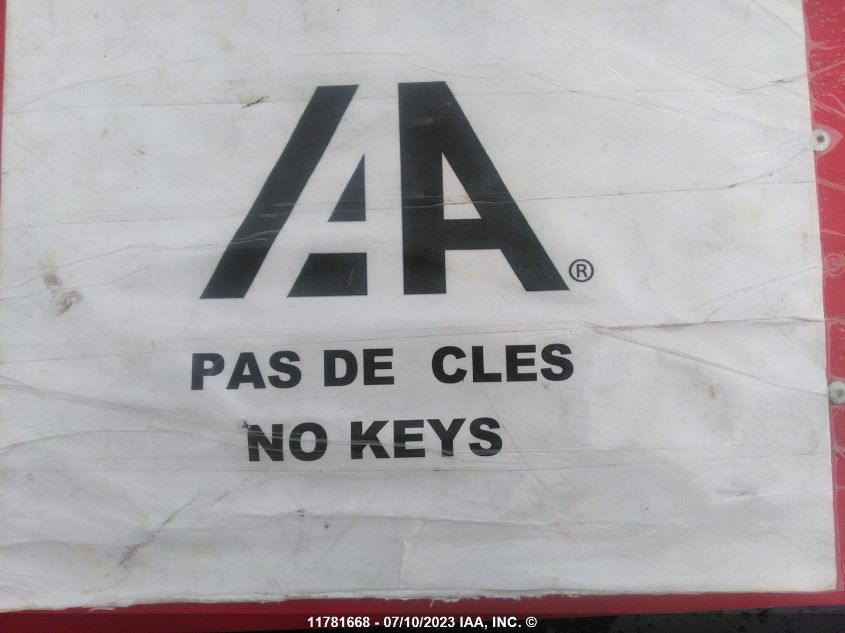 IAA®
PAS DE CLES
NO KEYS
11781668 - 07/10/2023 IAA, INC. ©